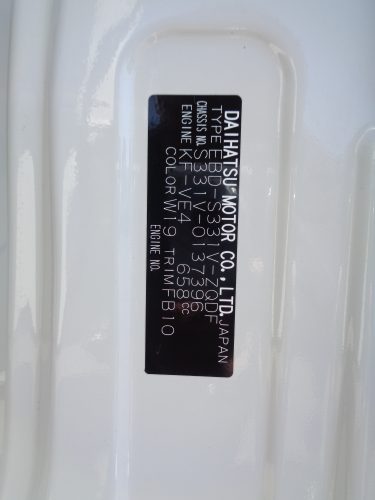 DAIHATSU MOTOR CO., LTD. JAPAN
TYPE EBD-S331V-ZQDF
CHASSIS NO. S331V-0137396
ENGINE KF-VE4 658cc
COLOR W19 TRIM FB10
ENGINE NO.